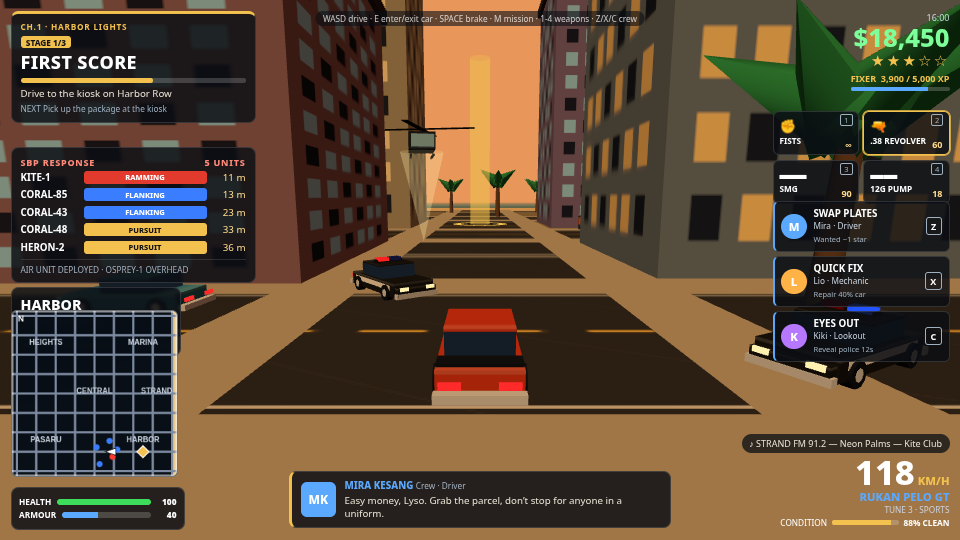 CH.1 · HARBOR LIGHTS
STAGE 1/3
FIRST SCORE
Drive to the kiosk on Harbor Row
NEXT Pick up the package at the kiosk
WASD drive · E enter/exit car · SPACE brake · M mission · 1-4 weapons · Z/X/C crew
16:00
$18,450
★★★☆☆
FIXER 3,900 / 5,000 XP
FISTS 1 ∞
.38 REVOLVER 2 60
SMG 3 90
12G PUMP 4 18
SBP RESPONSE 5 UNITS
KITE-1 RAMMING 11 m
CORAL-85 FLANKING 13 m
CORAL-43 FLANKING 23 m
CORAL-48 PURSUIT 33 m
HERON-2 PURSUIT 36 m
AIR UNIT DEPLOYED · OSPREY-1 OVERHEAD
M SWAP PLATES Z
Mira · Driver
Wanted −1 star
L QUICK FIX X
Lio · Mechanic
Repair 40% car
K EYES OUT C
Kiki · Lookout
Reveal police 12s
HARBOR
N
HEIGHTS MARINA
CENTRAL STRAND
PASARU HARBOR
HEALTH 100
ARMOUR 40
MK
MIRA KESANG Crew · Driver
Easy money, Lyso. Grab the parcel, don't stop for anyone in a
uniform.
♪ STRAND FM 91.2 — Neon Palms — Kite Club
118 KM/H
RUKAN PELO GT
TUNE 3 · SPORTS
CONDITION 88% CLEAN